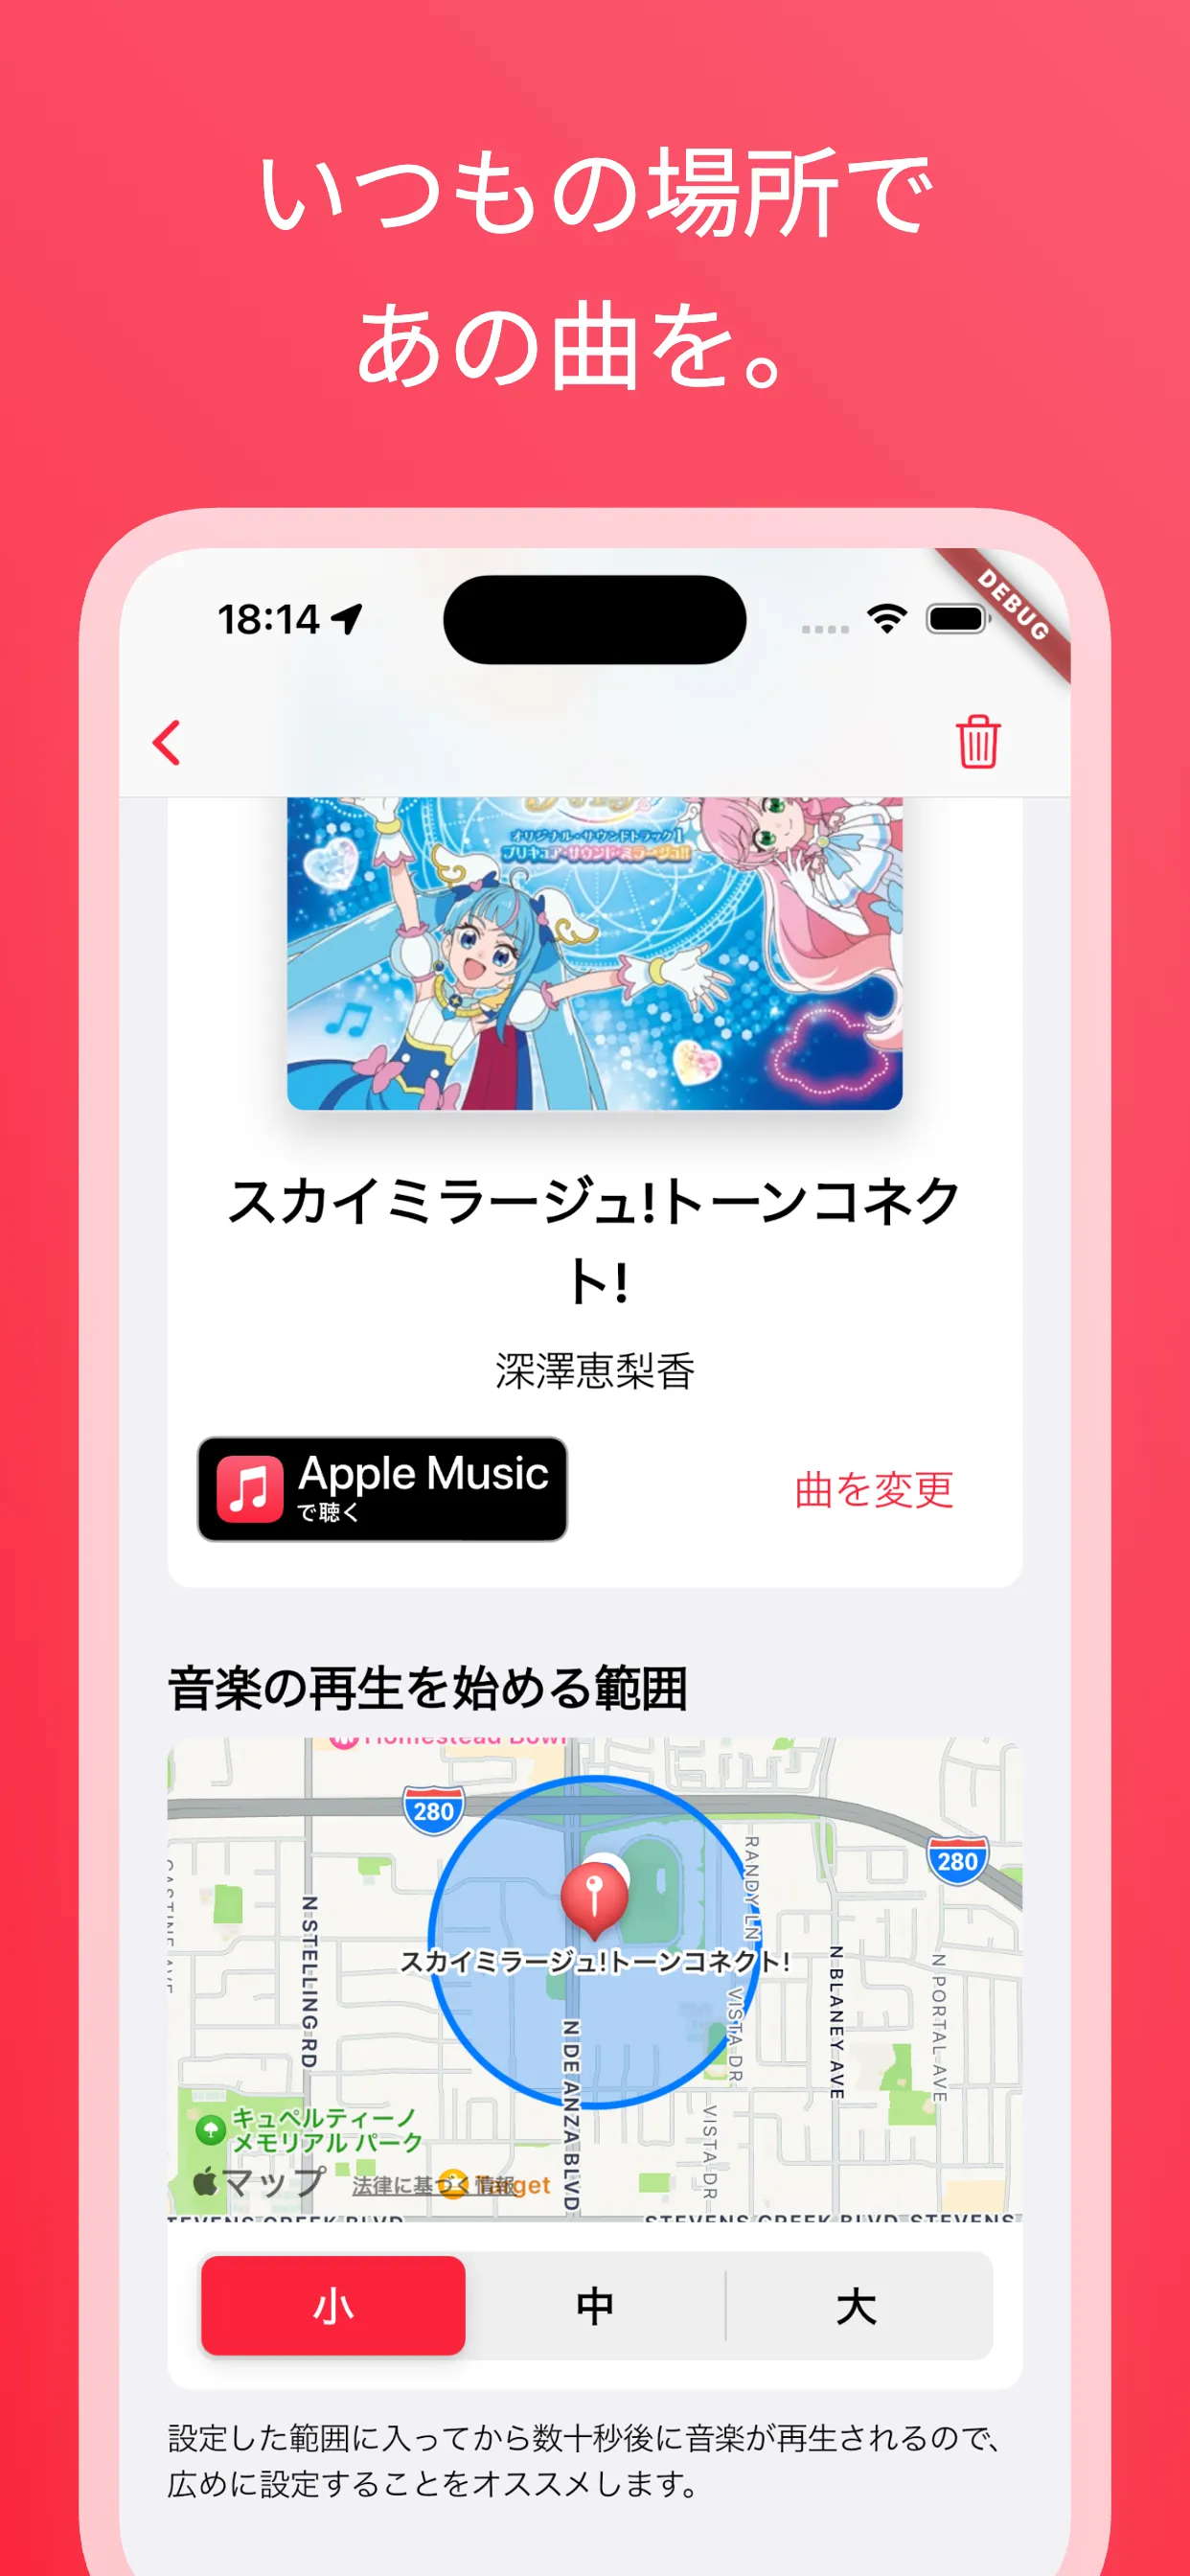 いつもの場所で
あの曲を。
18:14
DEBUG
オリジナル・サウンドトラック1
プリキュア・サウンド・ミラージュ!!
スカイミラージュ!トーンコネク
ト!
深澤恵梨香
Apple Music
で聴く
曲を変更
音楽の再生を始める範囲
Homestead Bowl
280
280
RANDY LN
N STELLING RD
スカイミラージュ!トーンコネクト!
N BLANEY AVE
N PORTAL AVE
VISTA DR
N DE ANZA BLVD
VISTA DR
キュペルティーノ
メモリアル パーク
マップ
法律に基づく情報
Target
STEVENS CREEK BLVD
STEVENS CREEK BLVD
STEVENS
小
中
大
設定した範囲に入ってから数十秒後に音楽が再生されるので、
広めに設定することをオススメします。